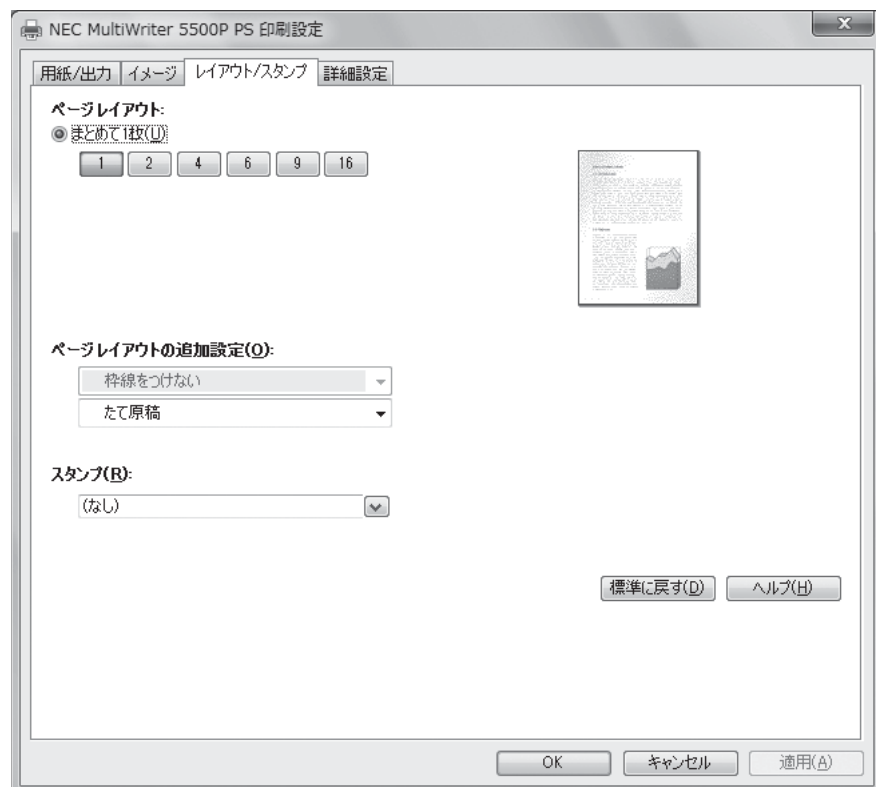 NEC MultiWriter 5500P PS 印刷設定
x
用紙/出力 イメージ レイアウト/スタンプ 詳細設定
ページレイアウト:
まとめて1枚(U)
1 2 4 6 9 16
ページレイアウトの追加設定(O):
枠線をつけない
たて原稿
スタンプ(R):
(なし)
標準に戻す(D) ヘルプ(H)
OK キャンセル 適用(A)